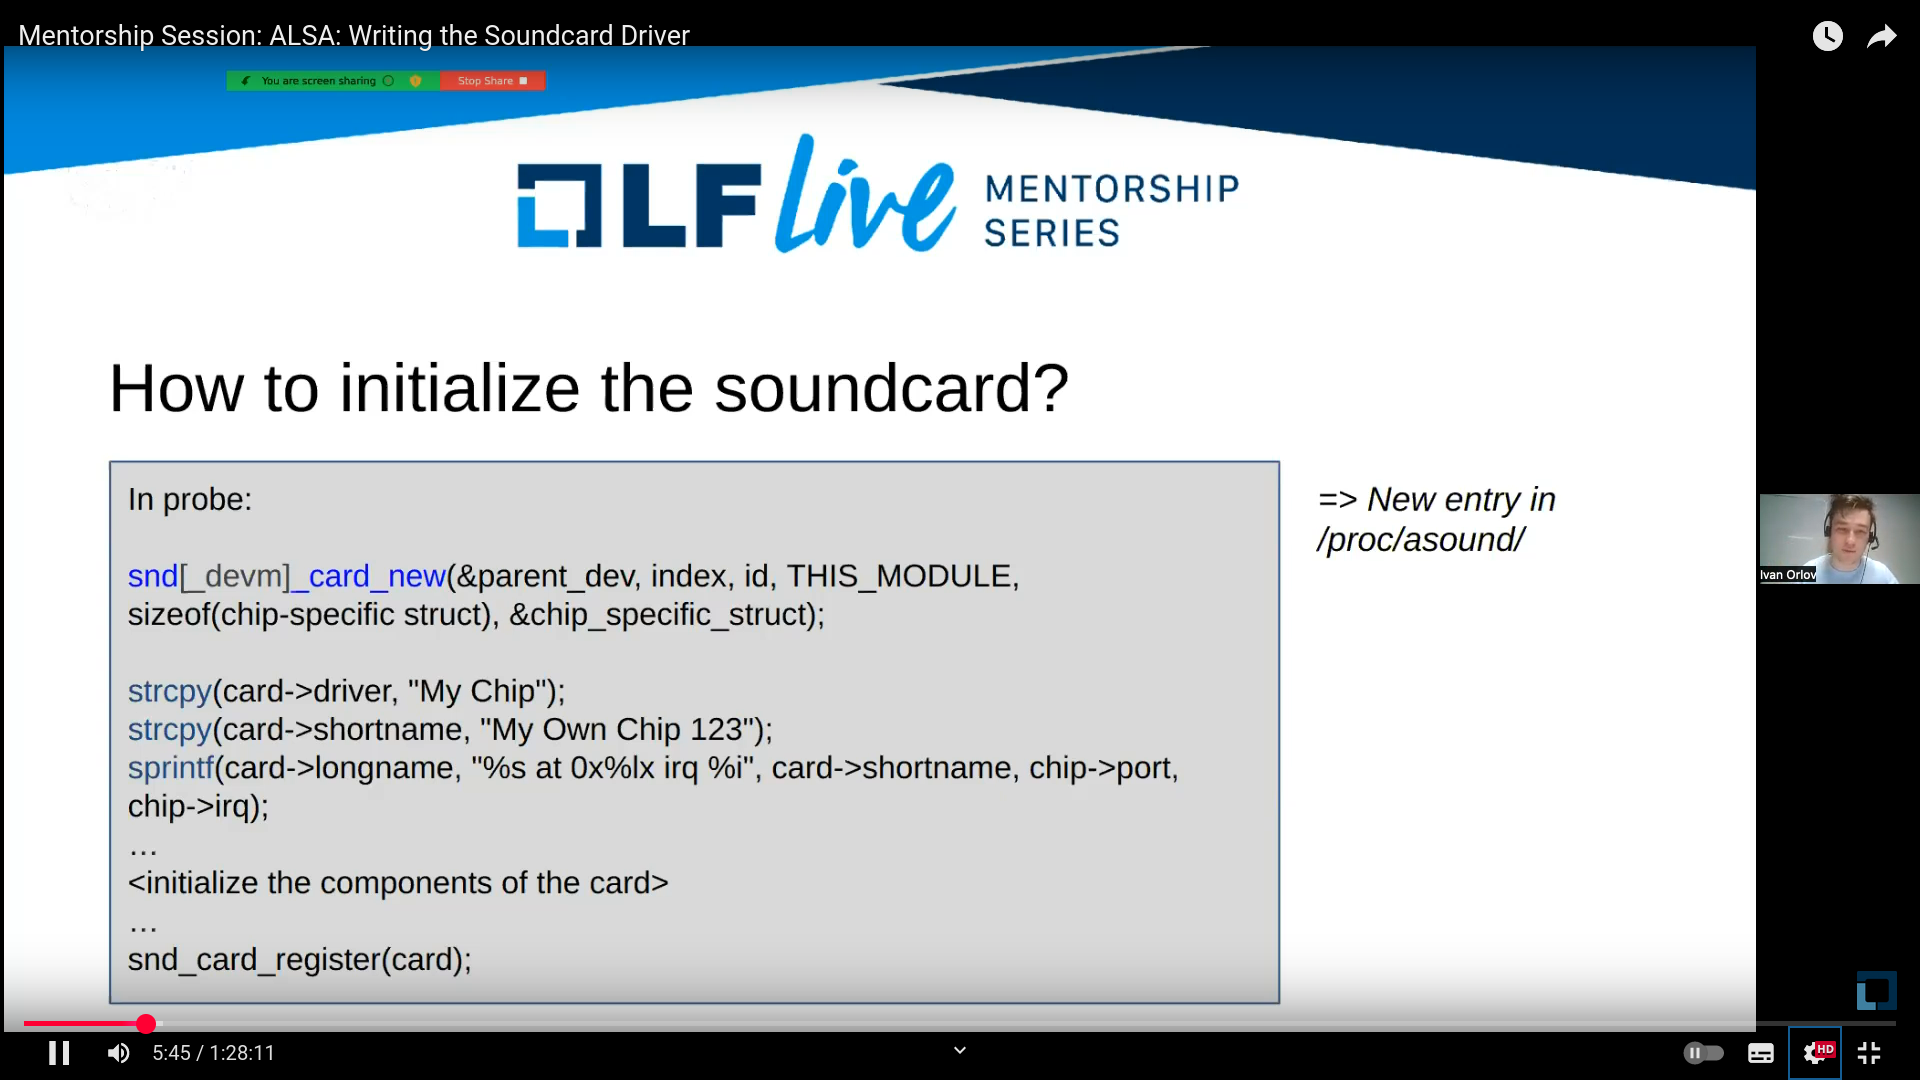 Mentorship Session: ALSA: Writing the Soundcard Driver
You are screen sharing
Stop Share
LF Live MENTORSHIP
SERIES
How to initialize the soundcard?
In probe:
snd[_devm]_card_new(&parent_dev, index, id, THIS_MODULE,
sizeof(chip-specific struct), &chip_specific_struct);
strcpy(card->driver, "My Chip");
strcpy(card->shortname, "My Own Chip 123");
sprintf(card->longname, "%s at 0x%lx irq %i", card->shortname, chip->port,
chip->irq);
…
<initialize the components of the card>
…
snd_card_register(card);
=> New entry in
/proc/asound/
Ivan Orlov
5:45 / 1:28:11
HD